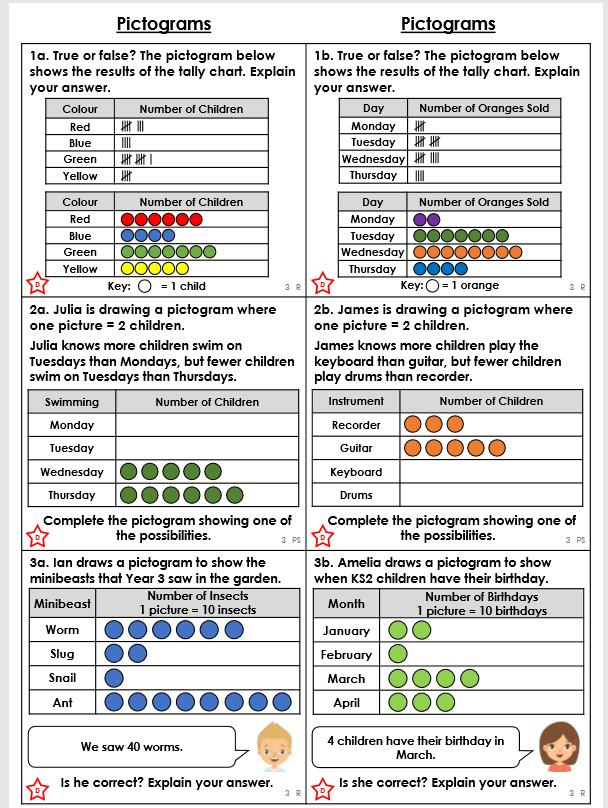 Pictograms
Pictograms
1a. True or false? The pictogram below
shows the results of the tally chart. Explain
your answer.
Colour Number of Children
Red
Blue
Green
Yellow
Colour Number of Children
Red
Blue
Green
Yellow
Key: = 1 child
D
3 R
1b. True or false? The pictogram below
shows the results of the tally chart. Explain
your answer.
Day Number of Oranges Sold
Monday
Tuesday
Wednesday
Thursday
Day Number of Oranges Sold
Monday
Tuesday
Wednesday
Thursday
Key: = 1 orange
D
3 R
2a. Julia is drawing a pictogram where
one picture = 2 children.
Julia knows more children swim on
Tuesdays than Mondays, but fewer children
swim on Tuesdays than Thursdays.
Swimming Number of Children
Monday
Tuesday
Wednesday
Thursday
Complete the pictogram showing one of
the possibilities.
D
3 PS
2b. James is drawing a pictogram where
one picture = 2 children.
James knows more children play the
keyboard than guitar, but fewer children
play drums than recorder.
Instrument Number of Children
Recorder
Guitar
Keyboard
Drums
Complete the pictogram showing one of
the possibilities.
D
3 PS
3a. Ian draws a pictogram to show the
minibeasts that Year 3 saw in the garden.
Minibeast Number of Insects
1 picture = 10 insects
Worm
Slug
Snail
Ant
We saw 40 worms.
Is he correct? Explain your answer.
D
3 R
3b. Amelia draws a pictogram to show
when KS2 children have their birthday.
Month Number of Birthdays
1 picture = 10 birthdays
January
February
March
April
4 children have their birthday in
March.
Is she correct? Explain your answer.
D
3 R